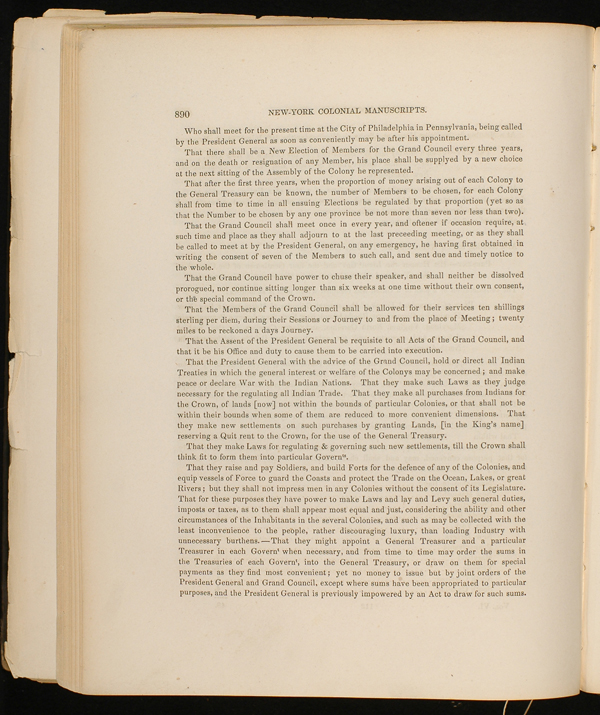 890 NEW-YORK COLONIAL MANUSCRIPTS.
Who shall meet for the present time at the City of Philadelphia in Pennsylvania, being called
by the President General as soon as conveniently may be after his appointment.
That there shall be a New Election of Members for the Grand Council every three years,
and on the death or resignation of any Member, his place shall be supplyed by a new choice
at the next sitting of the Assembly of the Colony he represented.
That after the first three years, when the proportion of money arising out of each Colony to
the General Treasury can be known, the number of Members to be chosen, for each Colony
shall from time to time in all ensuing Elections be regulated by that proportion (yet so as
that the Number to be chosen by any one province be not more than seven nor less than two).
That the Grand Council shall meet once in every year, and oftener if occasion require, at
such time and place as they shall adjourn to at the last preceeding meeting, or as they shall
be called to meet at by the President General, on any emergency, he having first obtained in
writing the consent of seven of the Members to such call, and sent due and timely notice to
the whole.
That the Grand Council have power to chuse their speaker, and shall neither be dissolved
prorogued, nor continue sitting longer than six weeks at one time without their own consent,
or the special command of the Crown.
That the Members of the Grand Council shall be allowed for their services ten shillings
sterling per diem, during their Sessions or Journey to and from the place of Meeting; twenty
miles to be reckoned a days Journey.
That the Assent of the President General be requisite to all Acts of the Grand Council, and
that it be his Office and duty to cause them to be carried into execution.
That the President General with the advice of the Grand Council, hold or direct all Indian
Treaties in which the general interest or welfare of the Colonys may be concerned; and make
peace or declare War with the Indian Nations. That they make such Laws as they judge
necessary for the regulating all Indian Trade. That they make all purchases from Indians for
the Crown, of lands [now] not within the bounds of particular Colonies, or that shall not be
within their bounds when some of them are reduced to more convenient dimensions. That
they make new settlements on such purchases by granting Lands, [in the King's name]
reserving a Quit rent to the Crown, for the use of the General Treasury.
That they make Laws for regulating & governing such new settlements, till the Crown shall
think fit to form them into particular Governᵗˢ.
That they raise and pay Soldiers, and build Forts for the defence of any of the Colonies, and
equip vessels of Force to guard the Coasts and protect the Trade on the Ocean, Lakes, or great
Rivers; but they shall not impress men in any Colonies without the consent of its Legislature.
That for these purposes they have power to make Laws and lay and Levy such general duties,
imposts or taxes, as to them shall appear most equal and just, considering the ability and other
circumstances of the Inhabitants in the several Colonies, and such as may be collected with the
least inconvenience to the people, rather discouraging luxury, than loading Industry with
unnecessary burthens.—That they might appoint a General Treasurer and a particular
Treasurer in each Governᵗ when necessary, and from time to time may order the sums in
the Treasuries of each Governᵗ, into the General Treasury, or draw on them for special
payments as they find most convenient; yet no money to issue but by joint orders of the
President General and Grand Council, except where sums have been appropriated to particular
purposes, and the President General is previously impowered by an Act to draw for such sums.